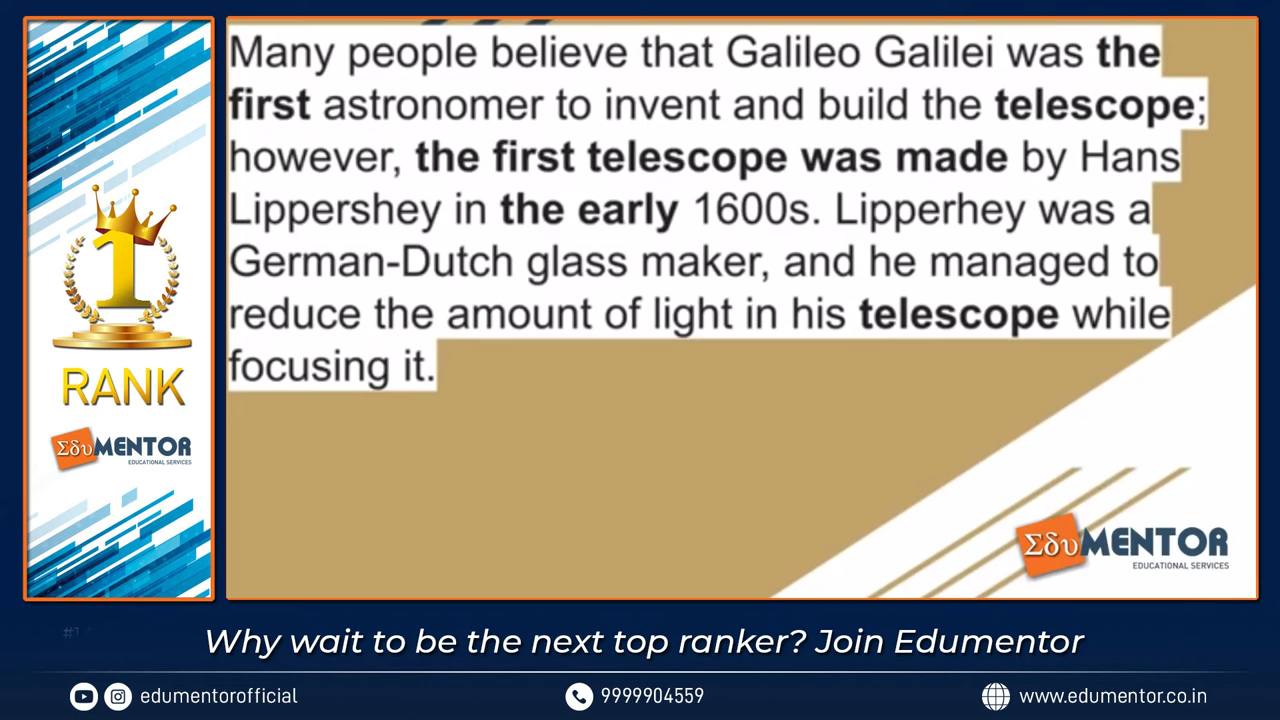 Many people believe that Galileo Galilei was the
first astronomer to invent and build the telescope;
however, the first telescope was made by Hans
Lippershey in the early 1600s. Lipperhey was a
German-Dutch glass maker, and he managed to
reduce the amount of light in his telescope while
focusing it.
1
RANK
ΣδυMENTOR
EDUCATIONAL SERVICES
ΣδυMENTOR
EDUCATIONAL SERVICES
Why wait to be the next top ranker? Join Edumentor
edumentorofficial
9999904559
www.edumentor.co.in